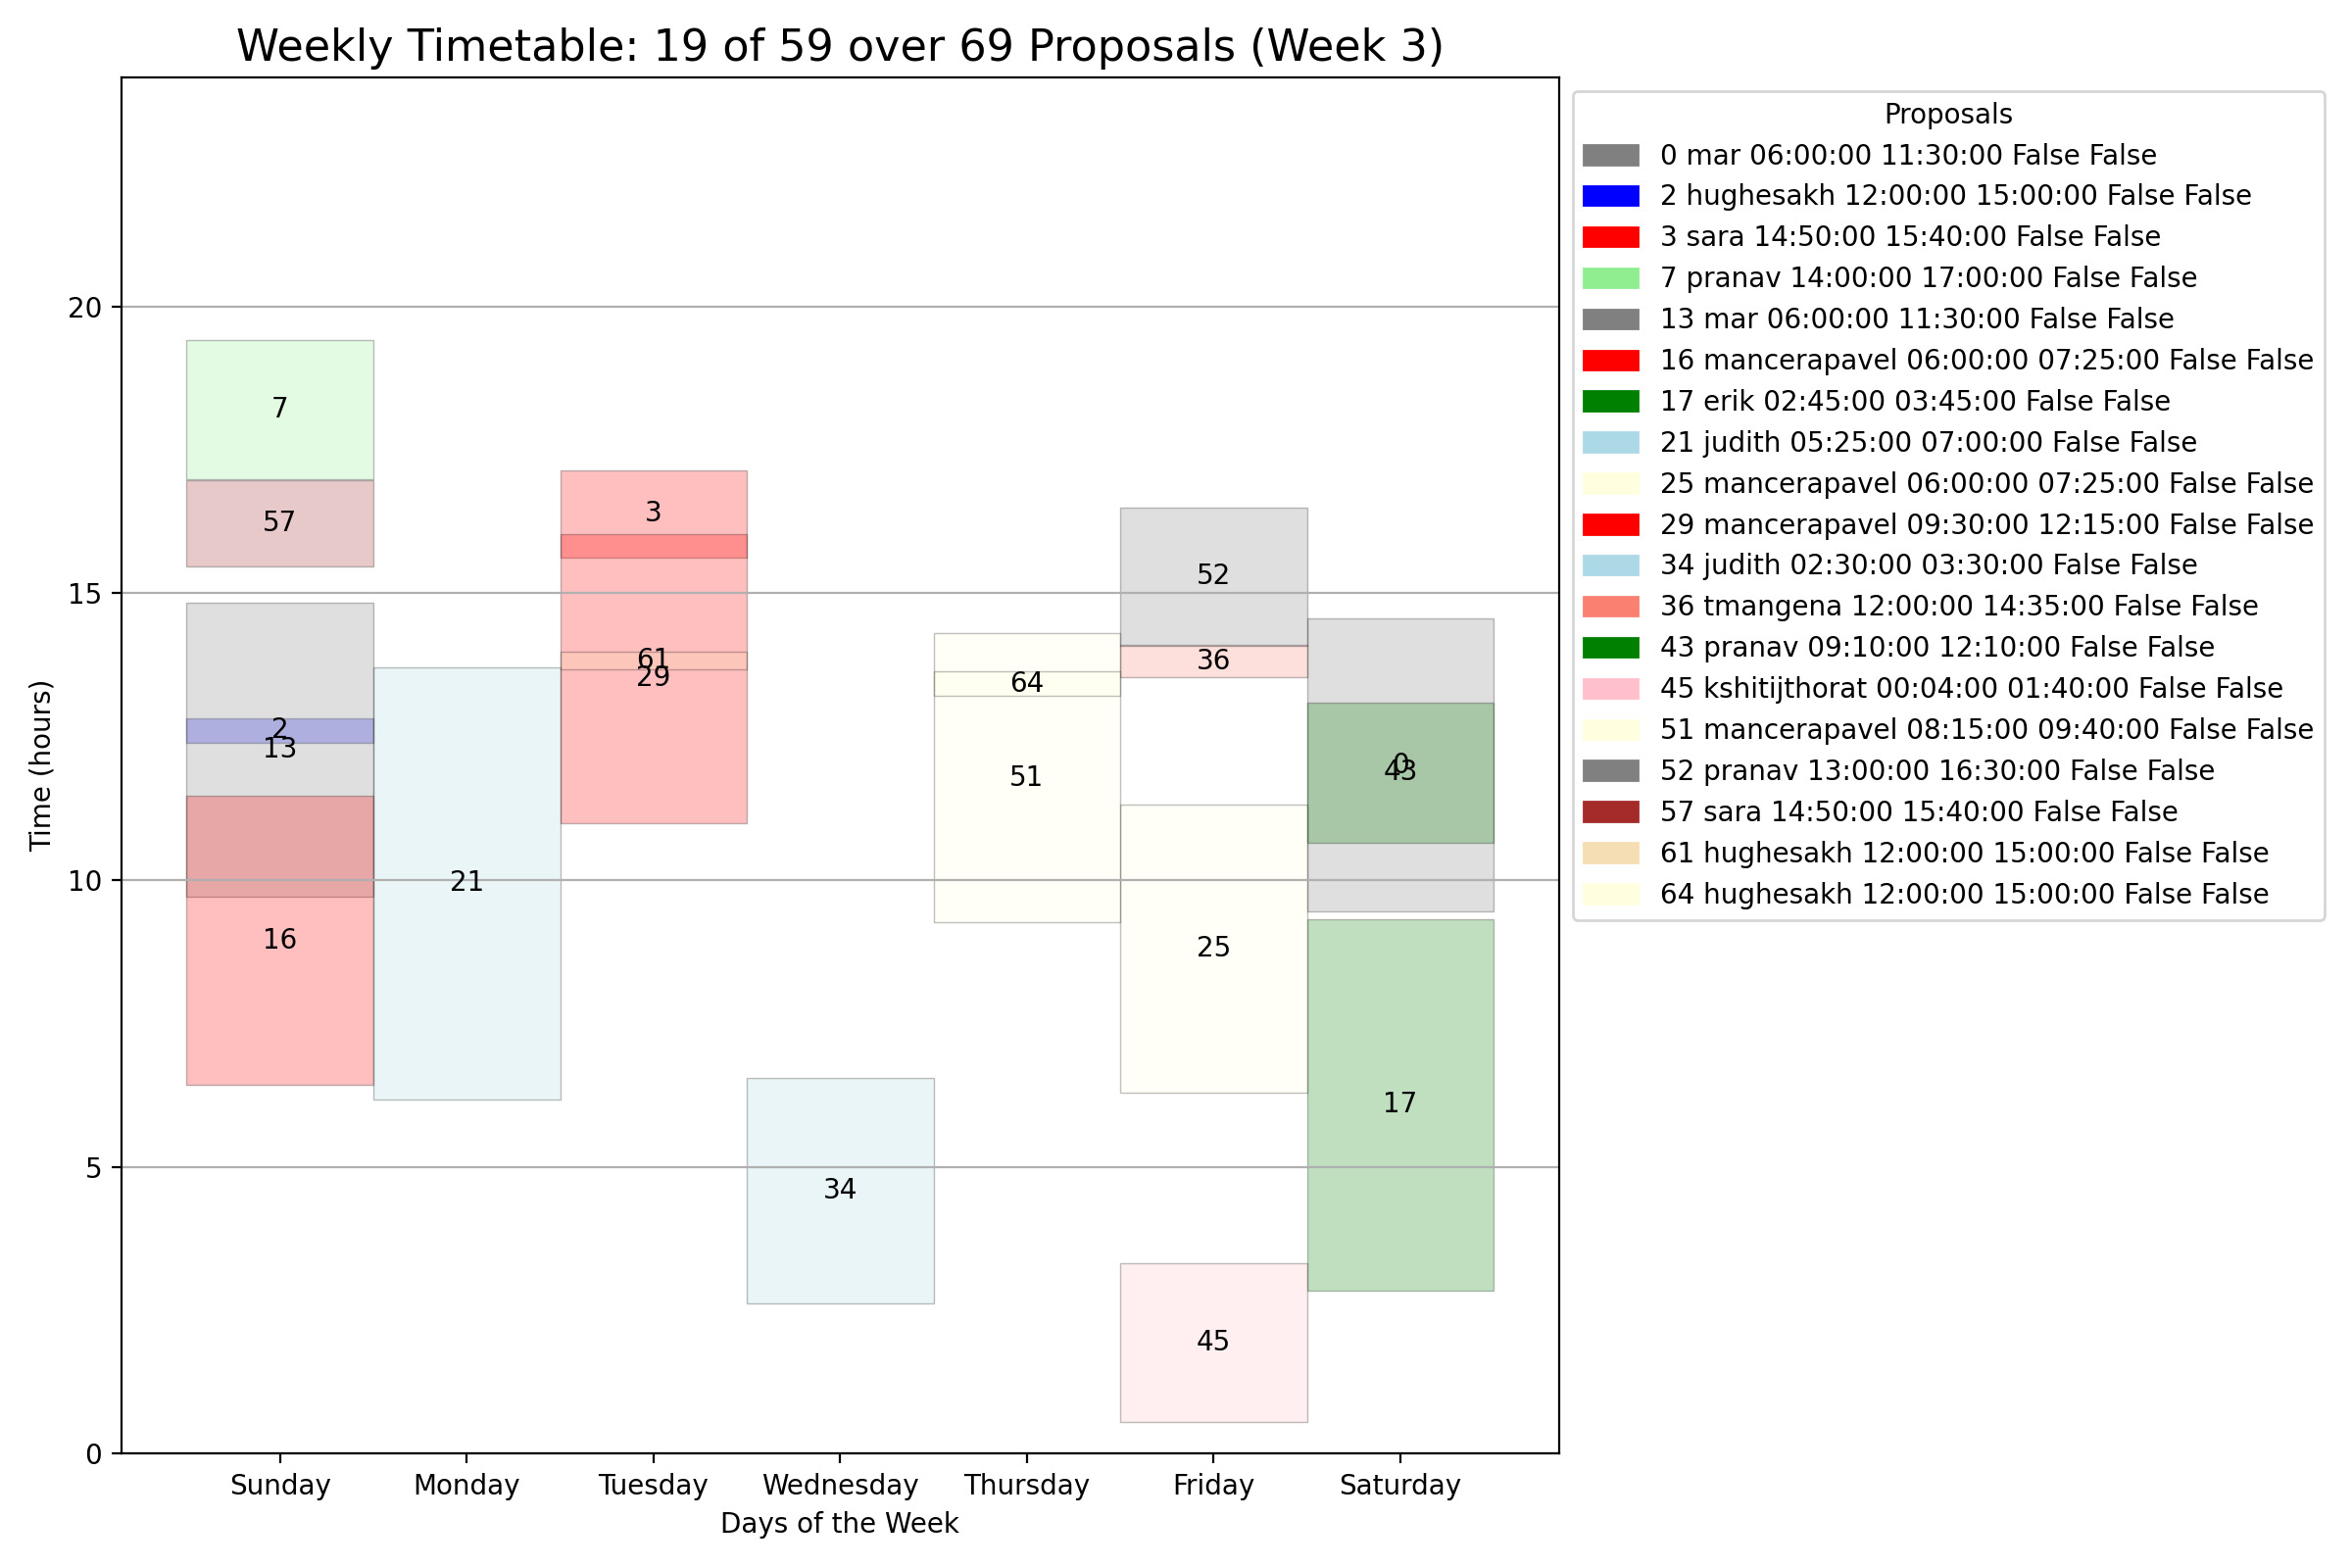 Weekly Timetable: 19 of 59 over 69 Proposals (Week 3)
Time (hours)
20
15
10
5
0
7
57
2
13
16
21
3
61
29
34
64
51
52
36
25
45
0
43
17
Sunday Monday Tuesday Wednesday Thursday Friday Saturday
Days of the Week
Proposals
0 mar 06:00:00 11:30:00 False False
2 hughesakh 12:00:00 15:00:00 False False
3 sara 14:50:00 15:40:00 False False
7 pranav 14:00:00 17:00:00 False False
13 mar 06:00:00 11:30:00 False False
16 mancerapavel 06:00:00 07:25:00 False False
17 erik 02:45:00 03:45:00 False False
21 judith 05:25:00 07:00:00 False False
25 mancerapavel 06:00:00 07:25:00 False False
29 mancerapavel 09:30:00 12:15:00 False False
34 judith 02:30:00 03:30:00 False False
36 tmangena 12:00:00 14:35:00 False False
43 pranav 09:10:00 12:10:00 False False
45 kshitijthorat 00:04:00 01:40:00 False False
51 mancerapavel 08:15:00 09:40:00 False False
52 pranav 13:00:00 16:30:00 False False
57 sara 14:50:00 15:40:00 False False
61 hughesakh 12:00:00 15:00:00 False False
64 hughesakh 12:00:00 15:00:00 False False